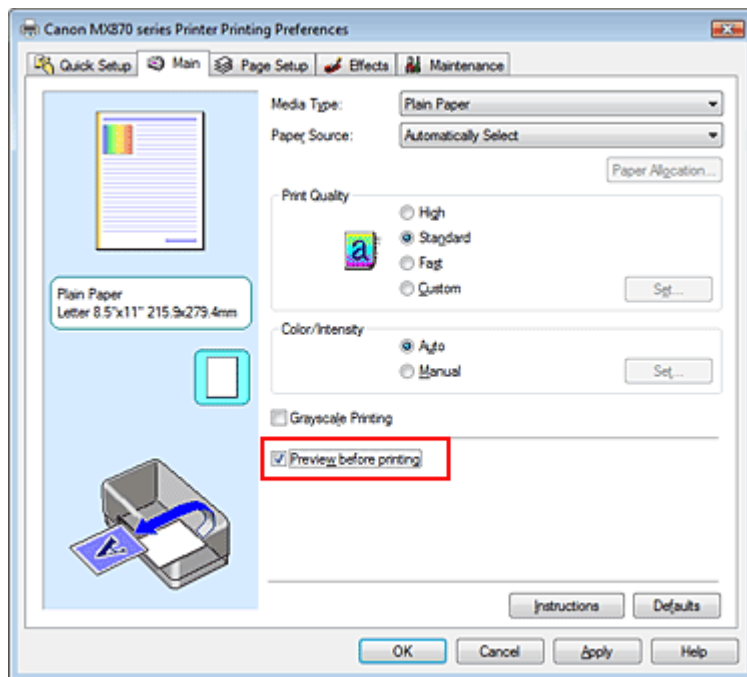 Canon MX870 series Printer Printing Preferences
Quick Setup Main Page Setup Effects Maintenance
Media Type: Plain Paper
Paper Source: Automatically Select
Paper Allocation...
Print Quality
High
Standard
Fast
Custom Set...
Plain Paper
Letter 8.5"x11" 215.9x279.4mm
Color/Intensity
Auto
Manual Set...
Grayscale Printing
Preview before printing
Instructions Defaults
OK Cancel Apply Help